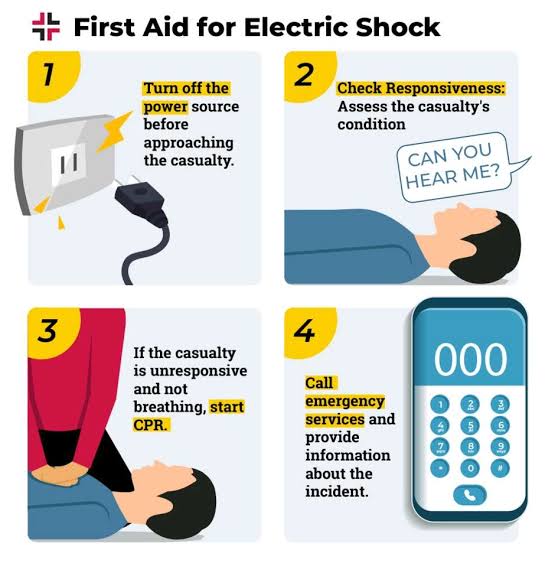 First Aid for Electric Shock
1
Turn off the
power source
before
approaching
the casualty.
2
Check Responsiveness:
Assess the casualty's
condition
CAN YOU
HEAR ME?
3
If the casualty
is unresponsive
and not
breathing, start
CPR.
4
Call
emergency
services and
provide
information
about the
incident.
000
1 2 3
4 5 6
7 8 9
* 0 #